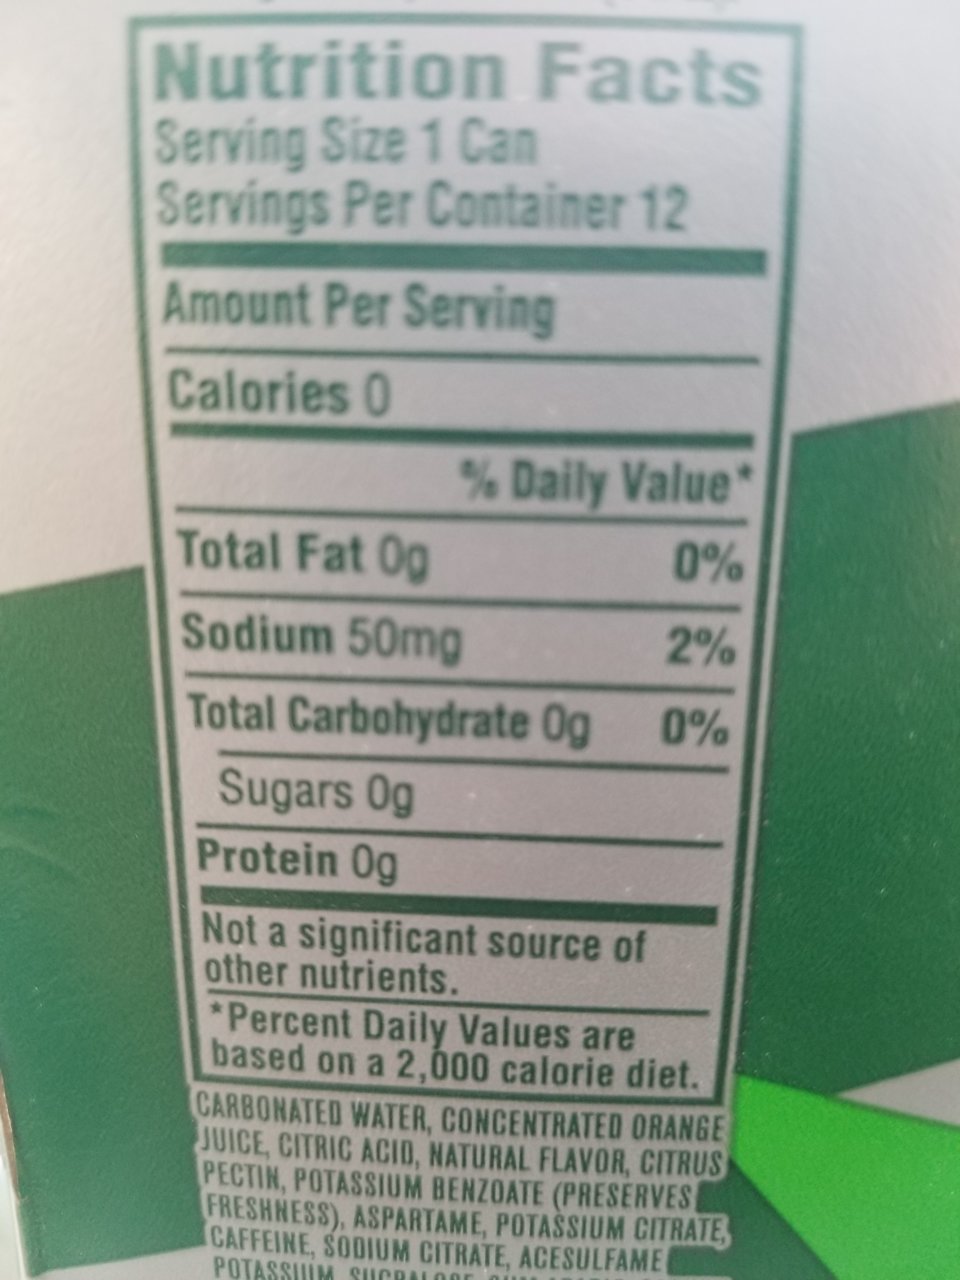 Nutrition Facts
Serving Size 1 Can
Servings Per Container 12
Amount Per Serving
Calories 0
% Daily Value*
Total Fat 0g 0%
Sodium 50mg 2%
Total Carbohydrate 0g 0%
Sugars 0g
Protein 0g
Not a significant source of
other nutrients.
*Percent Daily Values are
based on a 2,000 calorie diet.
CARBONATED WATER, CONCENTRATED ORANGE
JUICE, CITRIC ACID, NATURAL FLAVOR, CITRUS
PECTIN, POTASSIUM BENZOATE (PRESERVES
FRESHNESS), ASPARTAME, POTASSIUM CITRATE,
CAFFEINE, SODIUM CITRATE, ACESULFAME
POTASSIUM,